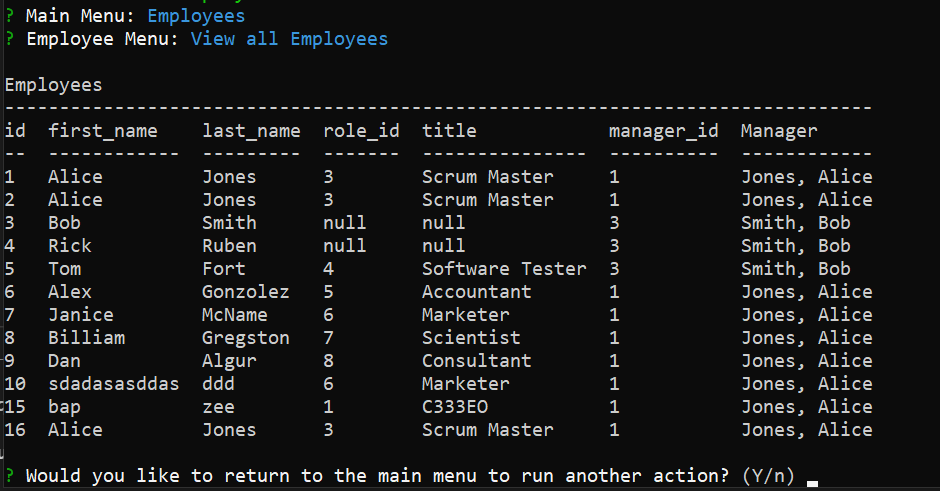 ? Main Menu: Employees
? Employee Menu: View all Employees
Employees
-------------------------------------------------------------------------------
id  first_name    last_name  role_id  title            manager_id  Manager
--  ------------  ---------  -------  ---------------  ----------  ------------
1   Alice         Jones      3        Scrum Master     1           Jones, Alice
2   Alice         Jones      3        Scrum Master     1           Jones, Alice
3   Bob           Smith      null     null             3           Smith, Bob
4   Rick          Ruben      null     null             3           Smith, Bob
5   Tom           Fort       4        Software Tester  3           Smith, Bob
6   Alex          Gonzolez   5        Accountant       1           Jones, Alice
7   Janice        McName     6        Marketer         1           Jones, Alice
8   Billiam       Gregston   7        Scientist        1           Jones, Alice
9   Dan           Algur      8        Consultant       1           Jones, Alice
10  sdadasasddas  ddd        6        Marketer         1           Jones, Alice
15  bap           zee        1        C333EO           1           Jones, Alice
16  Alice         Jones      3        Scrum Master     1           Jones, Alice
? Would you like to return to the main menu to run another action? (Y/n)